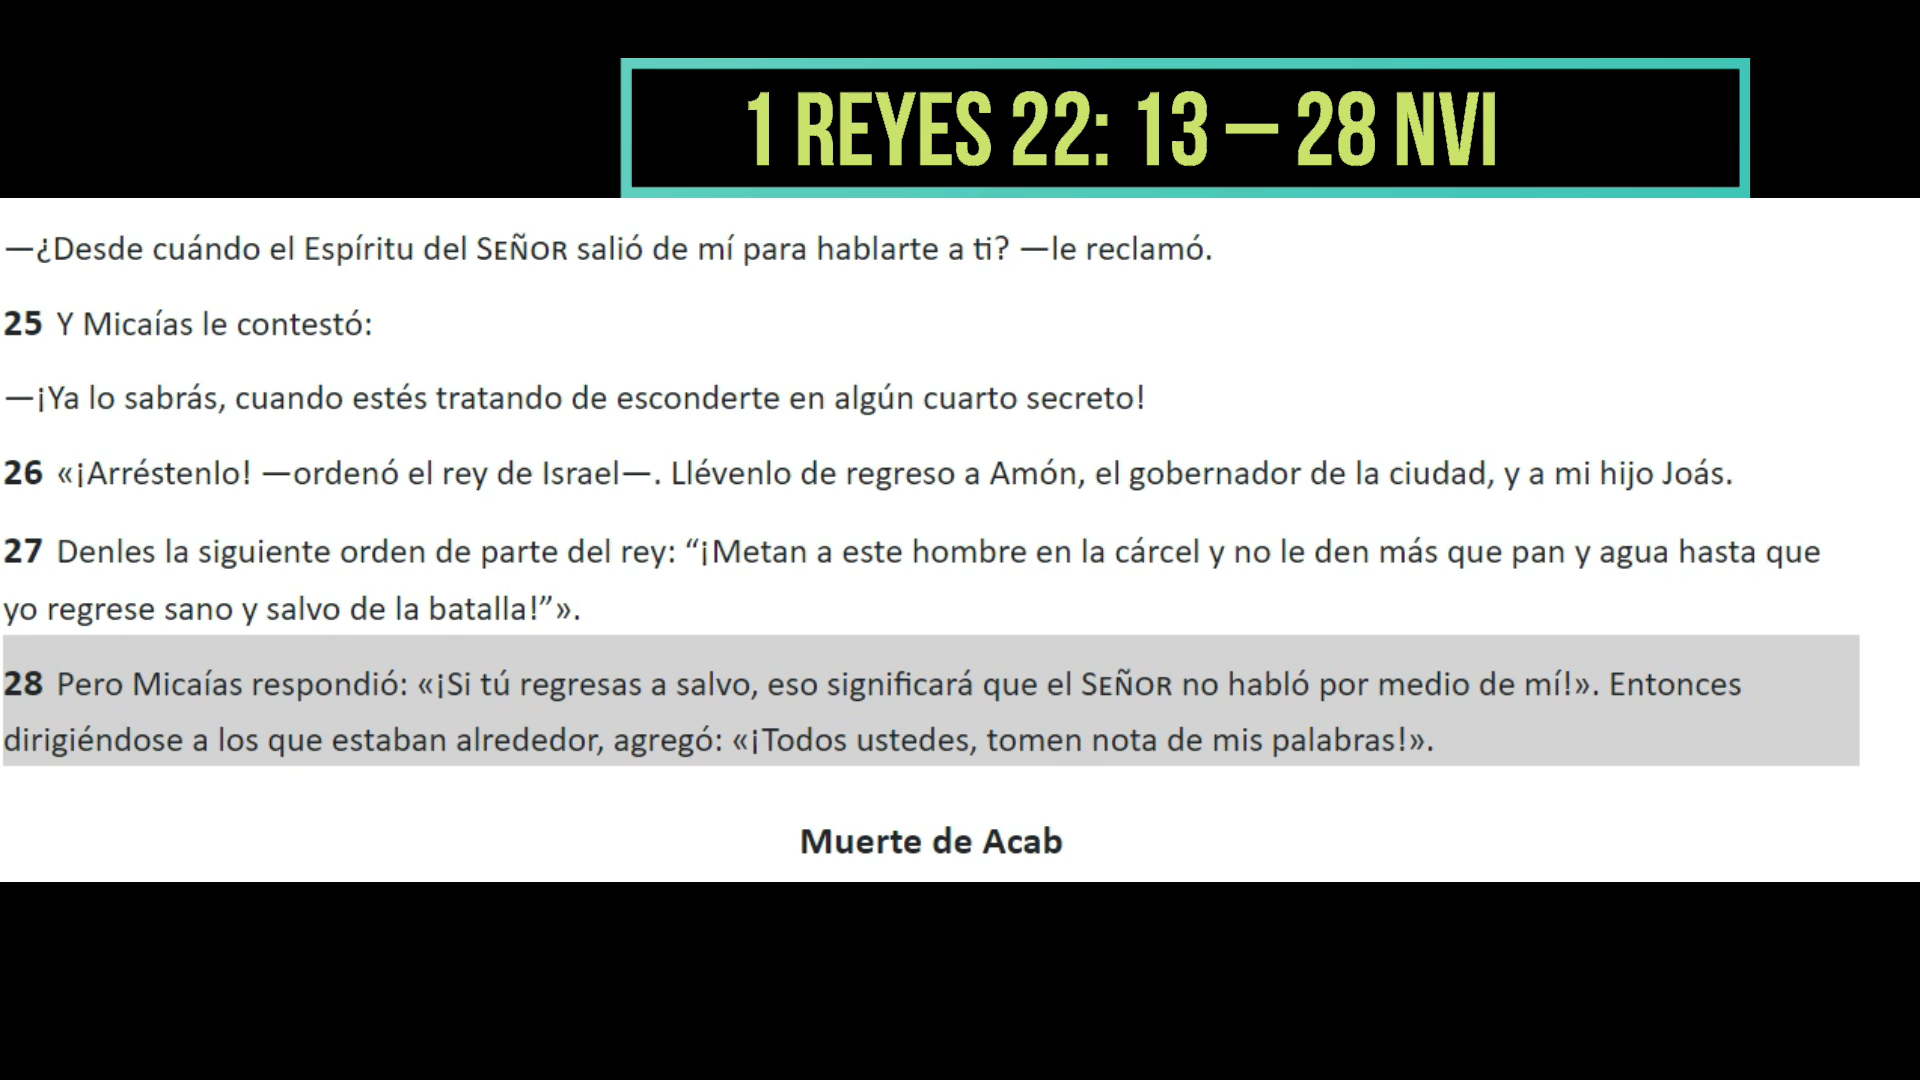 1 REYES 22: 13 – 28 NVI
—¿Desde cuándo el Espíritu del SEÑOR salió de mí para hablarte a ti? —le reclamó.
25 Y Micaías le contestó:
—¡Ya lo sabrás, cuando estés tratando de esconderte en algún cuarto secreto!
26 «¡Arréstenlo! —ordenó el rey de Israel—. Llévenlo de regreso a Amón, el gobernador de la ciudad, y a mi hijo Joás.
27 Denles la siguiente orden de parte del rey: “¡Metan a este hombre en la cárcel y no le den más que pan y agua hasta que
yo regrese sano y salvo de la batalla!”».
28 Pero Micaías respondió: «¡Si tú regresas a salvo, eso significará que el SEÑOR no habló por medio de mí!». Entonces
dirigiéndose a los que estaban alrededor, agregó: «¡Todos ustedes, tomen nota de mis palabras!».
Muerte de Acab